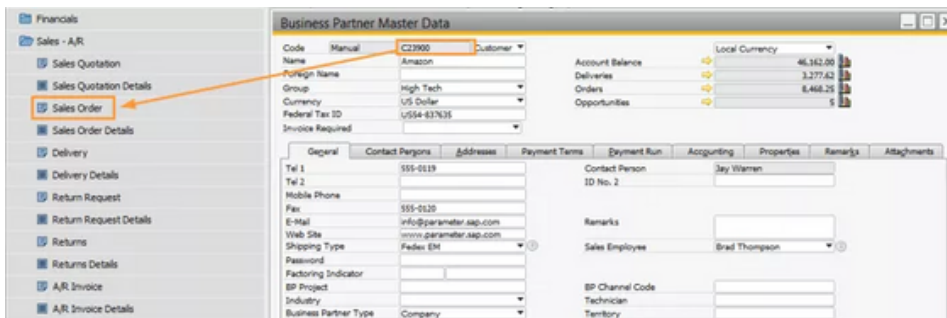 Financials
Sales - A/R
Sales Quotation
Sales Quotation Details
Sales Order
Sales Order Details
Delivery
Delivery Details
Return Request
Return Request Details
Returns
Returns Details
A/R Invoice
A/R Invoice Details
Business Partner Master Data
Code Manual C23900 Customer Local Currency
Name Amazon Account Balance 46,162.00
Foreign Name Deliveries 3,277.62
Group High Tech Orders 8,468.25
Currency US Dollar Opportunities 5
Federal Tax ID US54-837635
Invoice Required
General Contact Persons Addresses Payment Terms Payment Run Accounting Properties Remarks Attachments
Tel 1 555-0119 Contact Person Jay Warren
Tel 2 ID No. 2
Mobile Phone
Fax 555-0120
E-Mail info@parameter.sap.com Remarks
Web Site www.parameter.sap.com
Shipping Type Fedex EM Sales Employee Brad Thompson
Password
Factoring Indicator
BP Project BP Channel Code
Industry Technician
Business Partner Type Company Territory